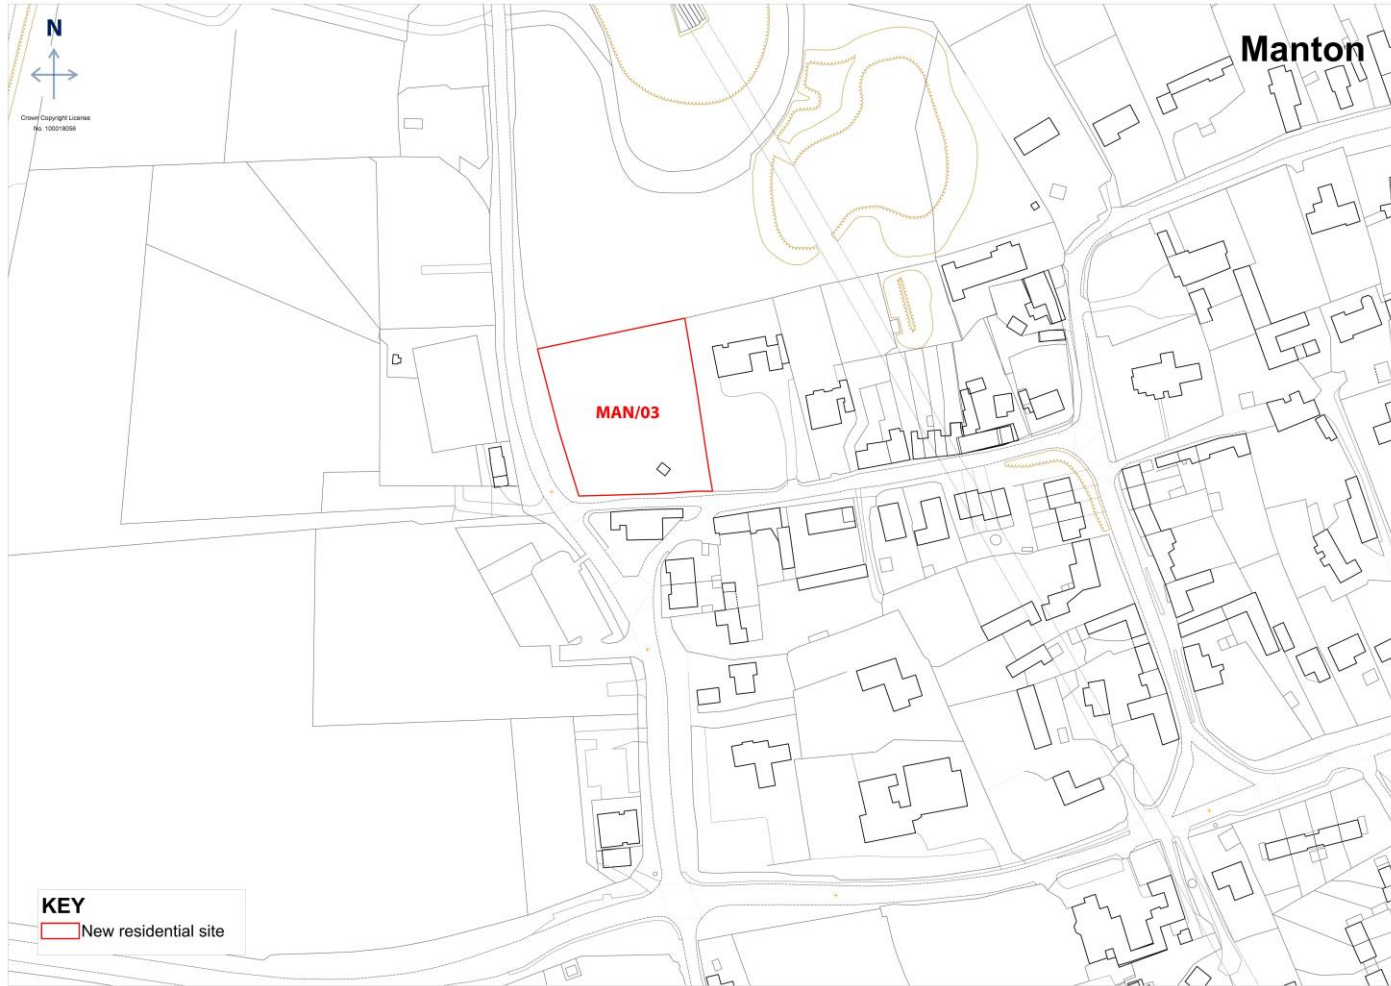 N
Crown Copyright License
No. 100018056
Manton
MAN/03
KEY
New residential site